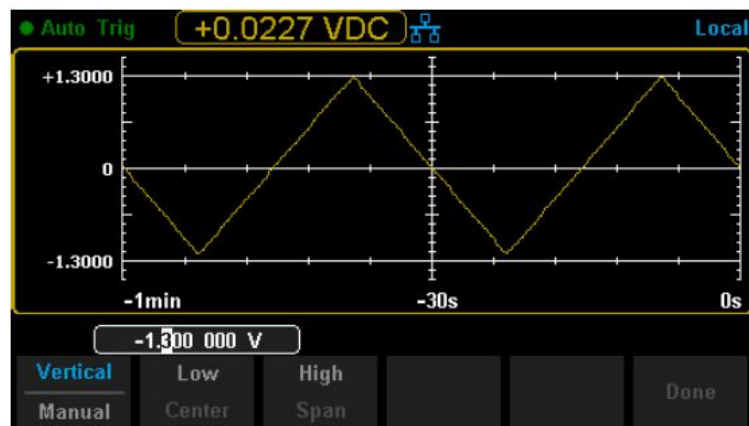 Auto Trig +0.0227 VDC Local
+1.3000
0
-1.3000
-1min -30s 0s
-1.300 000 V
Vertical Low High
Manual Center Span Done